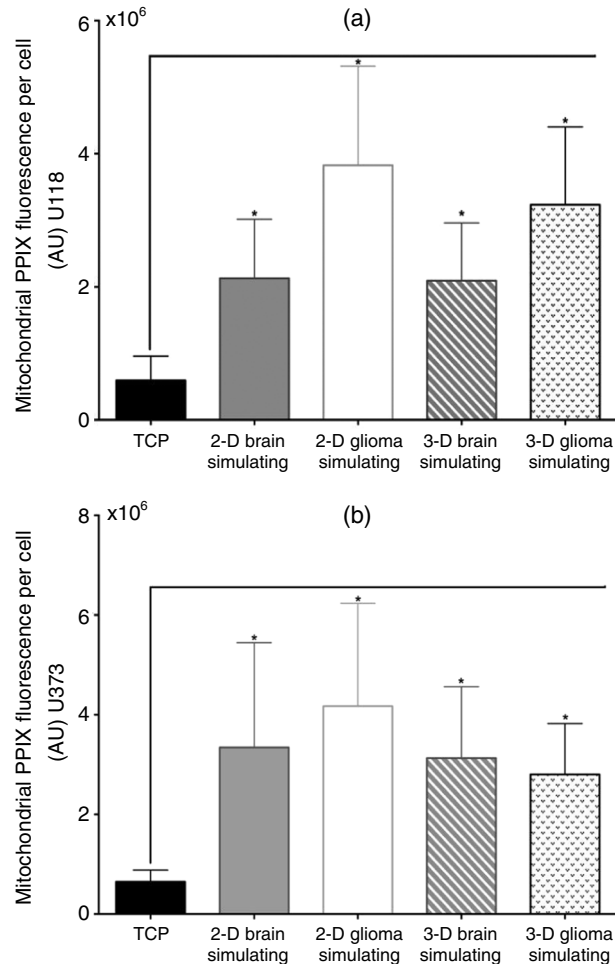 (a)
x10⁶
6
4
2
0
Mitochondrial PPIX fluorescence per cell
(AU) U118
*
*
*
*
TCP
2-D brain
simulating
2-D glioma
simulating
3-D brain
simulating
3-D glioma
simulating
(b)
x10⁶
8
6
4
2
0
Mitochondrial PPIX fluorescence per cell
(AU) U373
*
*
*
*
TCP
2-D brain
simulating
2-D glioma
simulating
3-D brain
simulating
3-D glioma
simulating